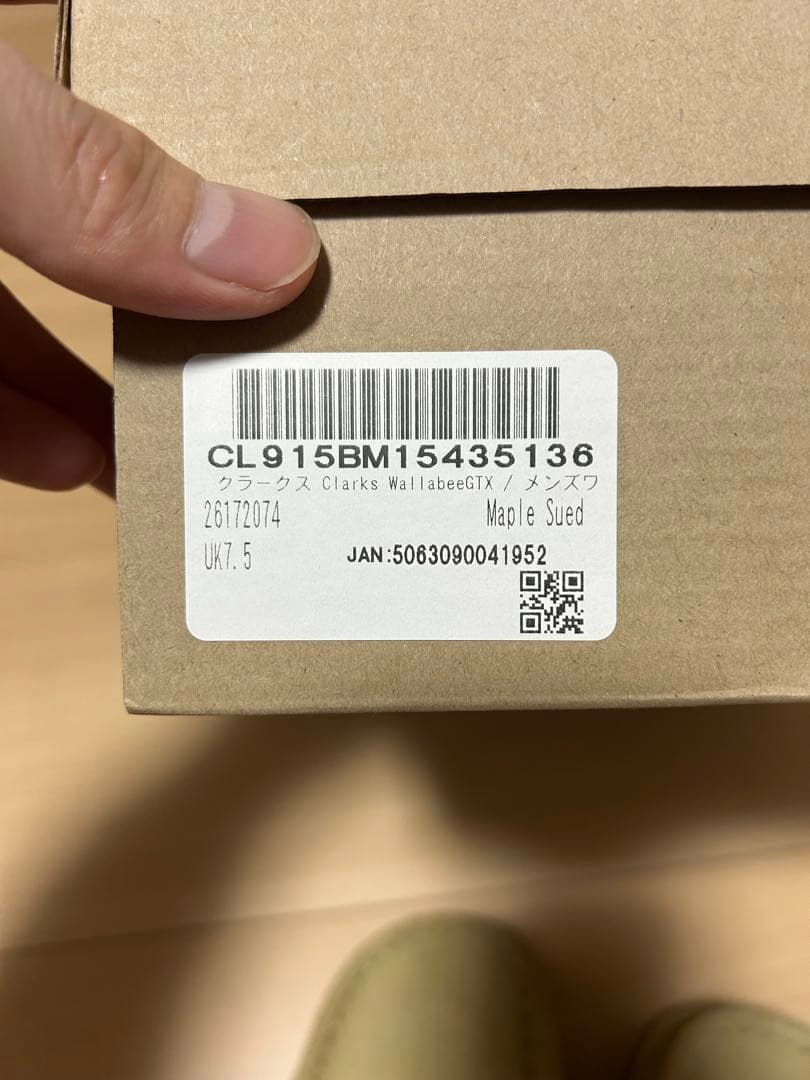 CL915BM15435136
クラークス Clarks WallabeeGTX / メンズワ
26172074 Maple Sued
UK7.5 JAN:5063090041952